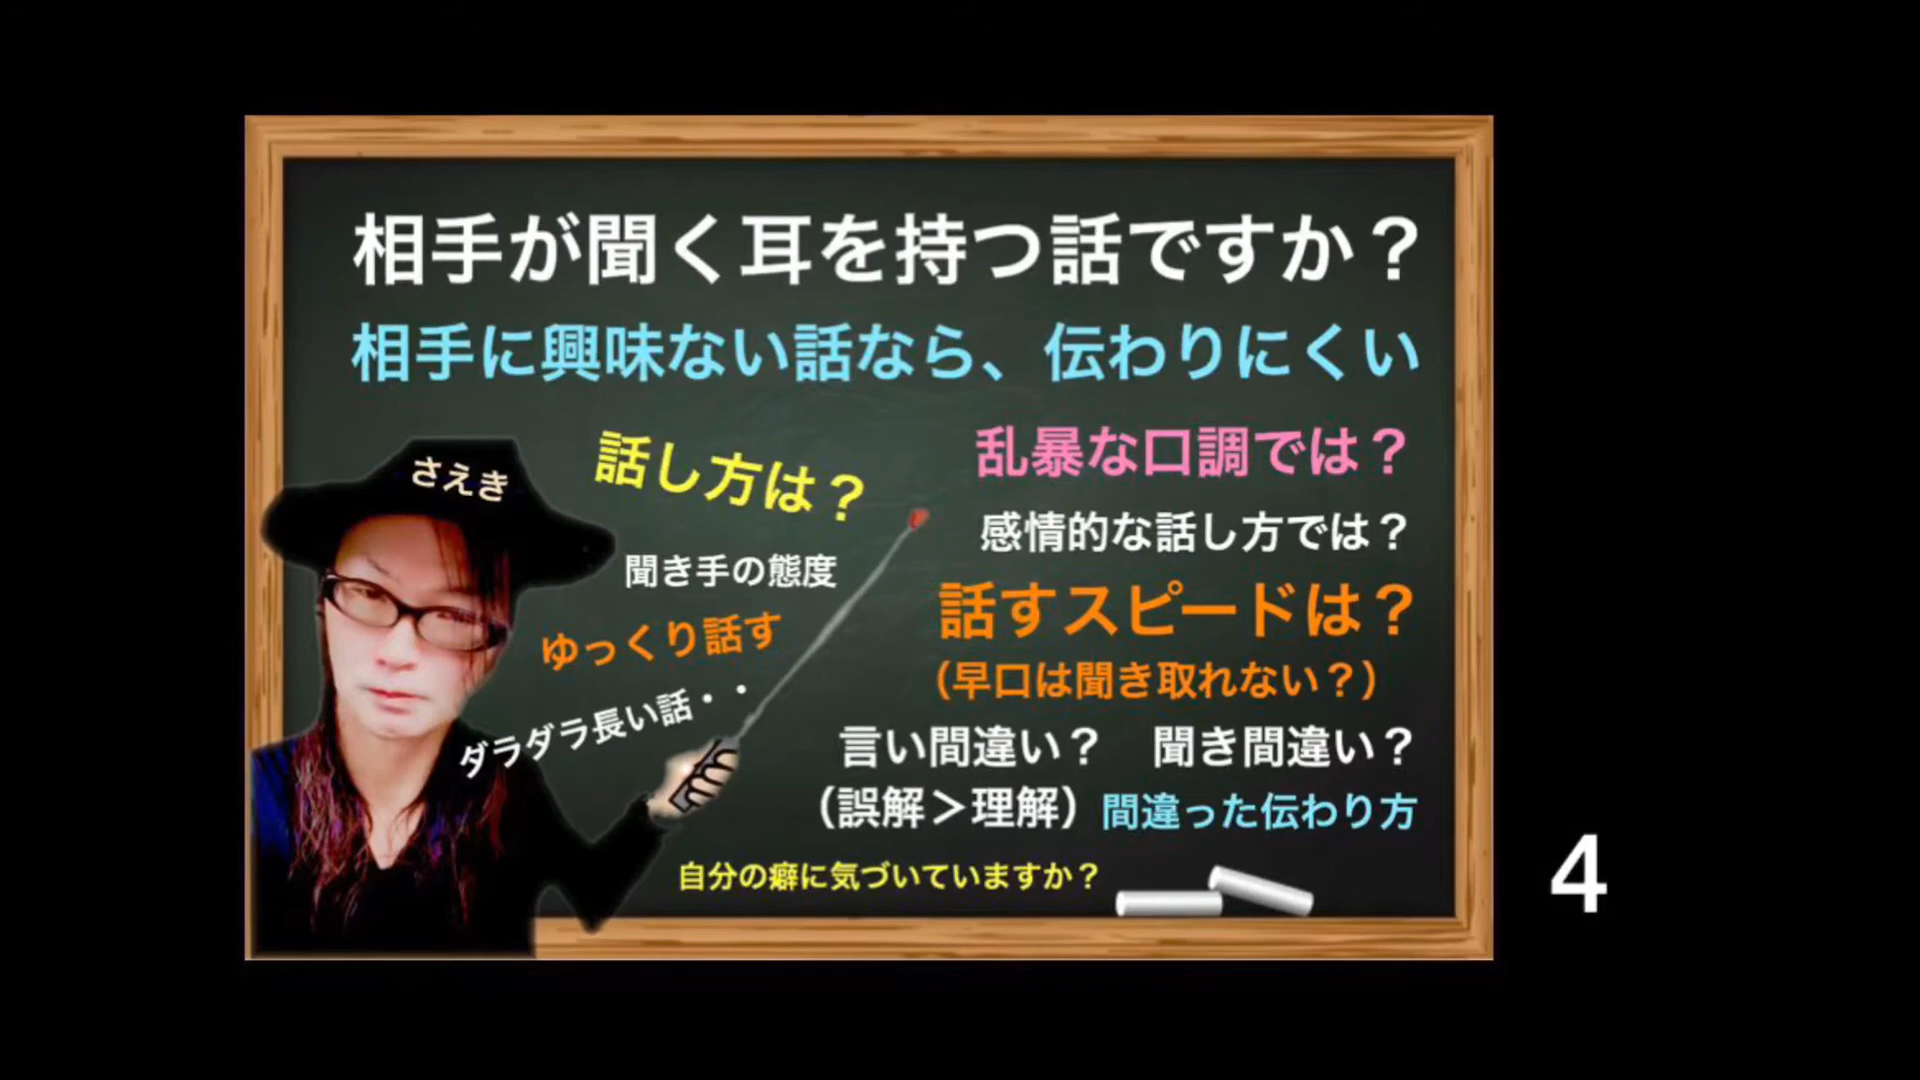 相手が聞く耳を持つ話ですか？
相手に興味ない話なら、伝わりにくい
さえき
話し方は？
聞き手の態度
ゆっくり話す
ダラダラ長い話・・
乱暴な口調では？
感情的な話し方では？
話すスピードは？
（早口は聞き取れない？）
言い間違い？　聞き間違い？
（誤解＞理解）間違った伝わり方
自分の癖に気づいていますか？
4